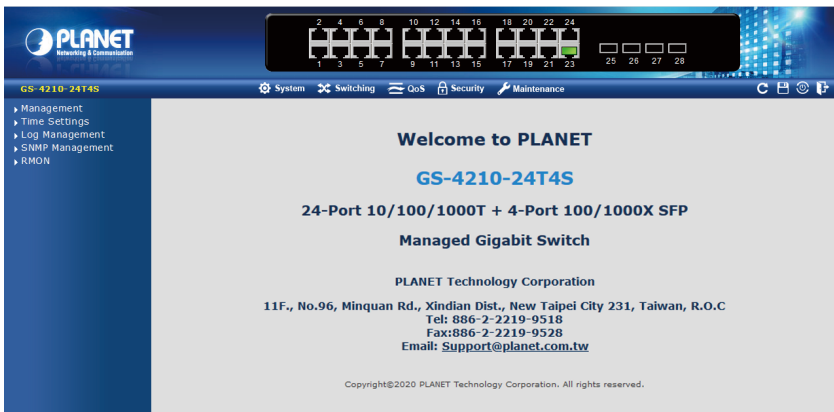 PLANET
Networking & Communication
2 4 6 8 10 12 14 16 18 20 22 24
1 3 5 7 9 11 13 15 17 19 21 23 25 26 27 28
GS-4210-24T4S
System Switching QoS Security Maintenance
Management
Time Settings
Log Management
SNMP Management
RMON
Welcome to PLANET
GS-4210-24T4S
24-Port 10/100/1000T + 4-Port 100/1000X SFP
Managed Gigabit Switch
PLANET Technology Corporation
11F., No.96, Minquan Rd., Xindian Dist., New Taipei City 231, Taiwan, R.O.C
Tel: 886-2-2219-9518
Fax:886-2-2219-9528
Email: Support@planet.com.tw
Copyright©2020 PLANET Technology Corporation. All rights reserved.